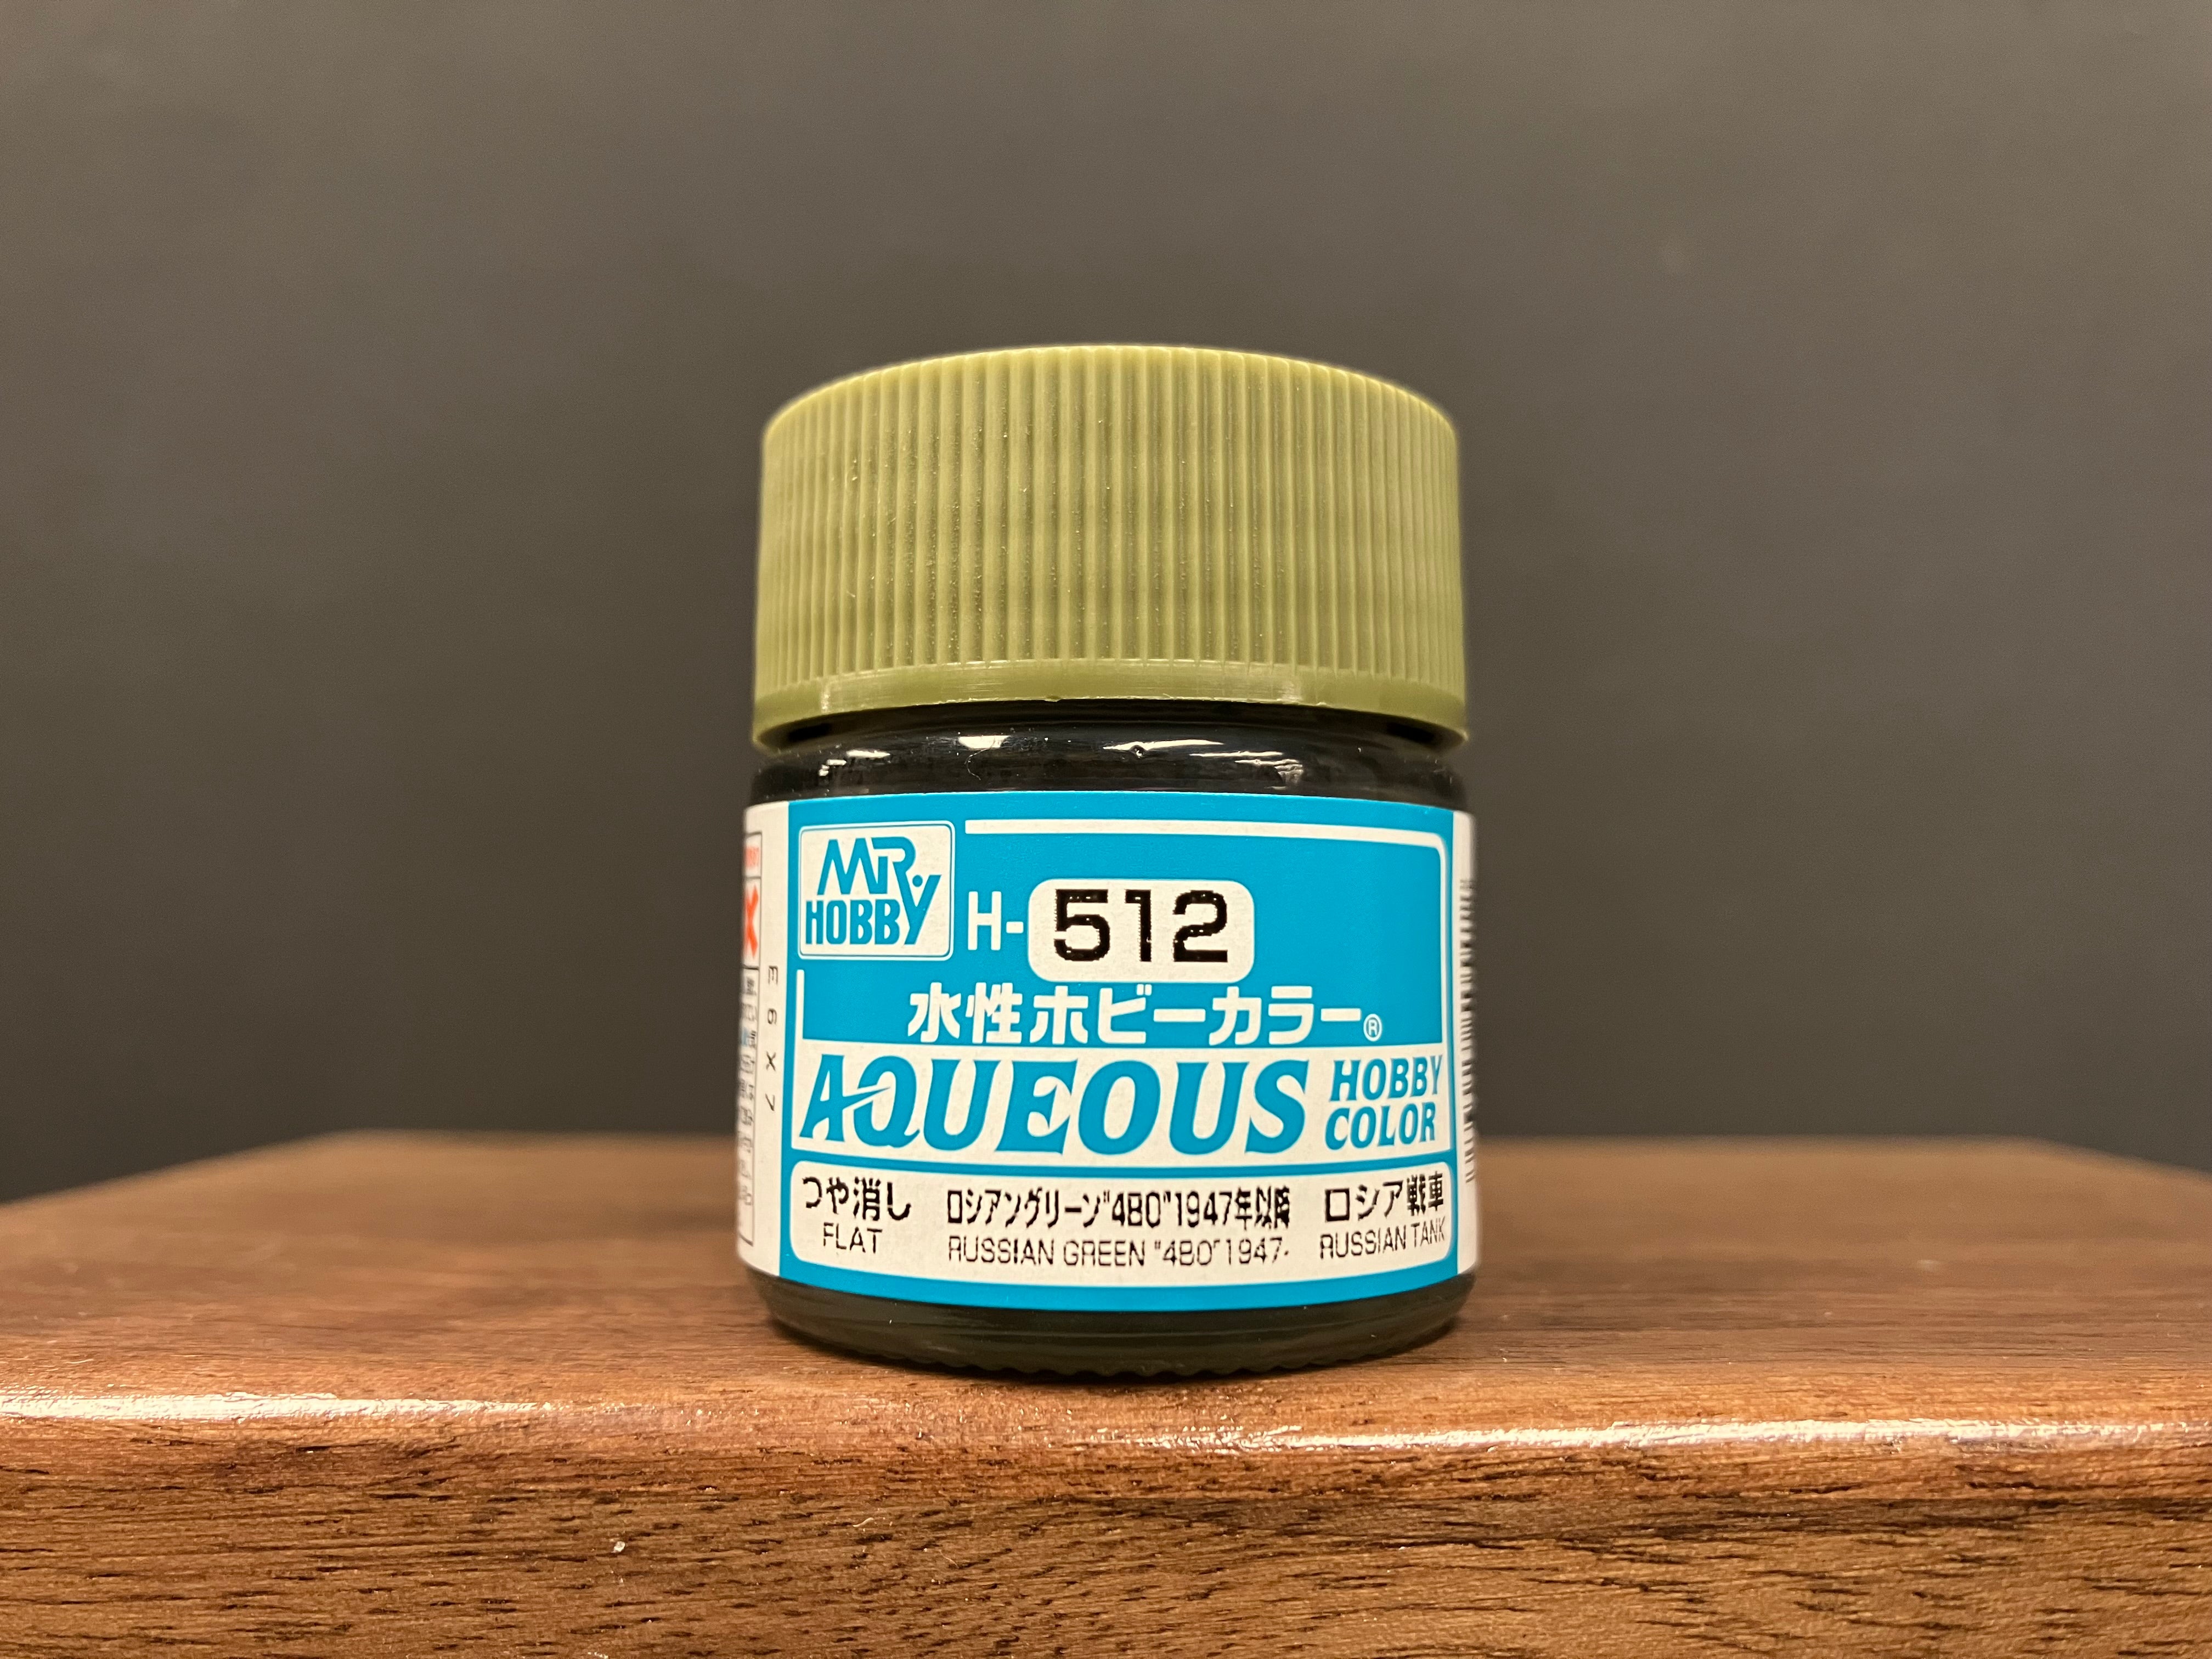 MR. HOBBY
H-512
水性ホビーカラー®
AQUEOUS HOBBY COLOR
つや消し ロシアングリーン"4BO"1947年以降 ロシア戦車
FLAT RUSSIAN GREEN "4BO"1947- RUSSIAN TANK
E6X7